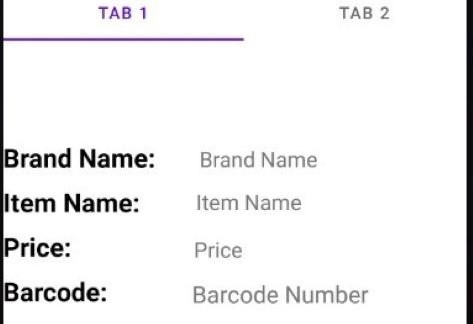 TAB 1 TAB 2
Brand Name: Brand Name
Item Name: Item Name
Price: Price
Barcode: Barcode Number